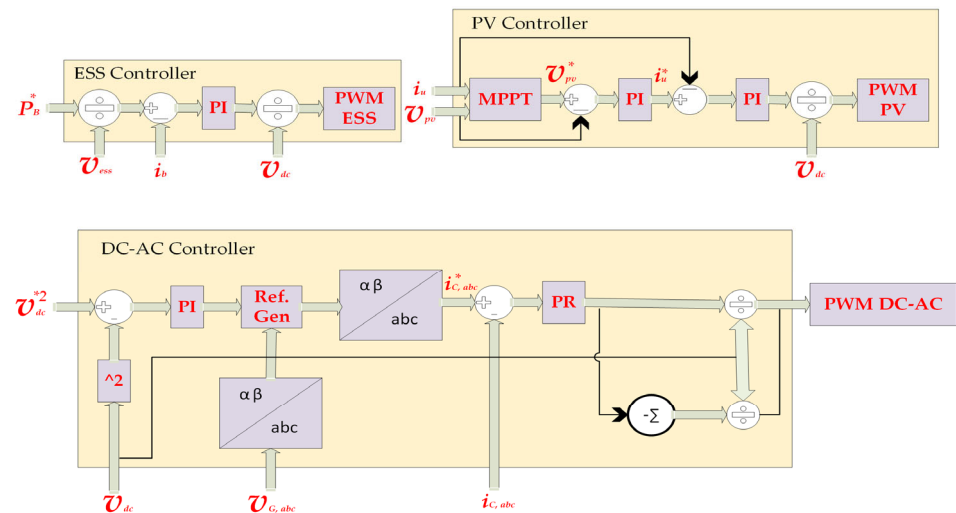 ESS Controller
P*B
÷
+
−
PI
÷
PWM
ESS
𝒱ess
ib
𝒱dc
PV Controller
iu
𝒱pv
MPPT
𝒱*pv
+
−
PI
i*u
−
+
PI
÷
PWM
PV
𝒱dc
DC-AC Controller
𝒱*2dc
+
-
PI
Ref.
Gen
α β
abc
i*C, abc
+
-
PR
÷
PWM DC-AC
^2
α β
abc
-Σ
÷
𝒱dc
𝒱G, abc
iC, abc